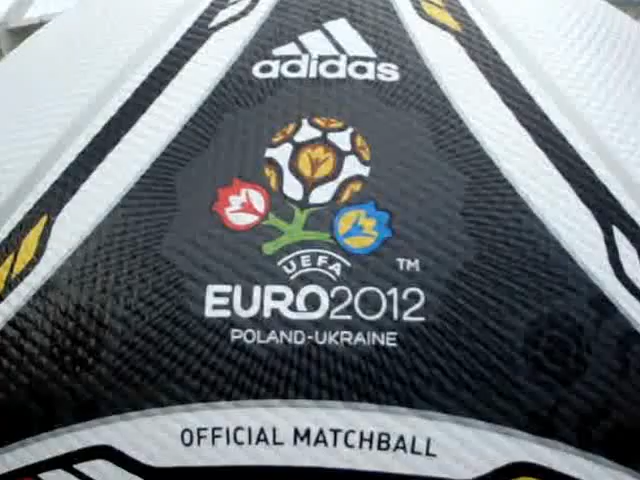 adidas
UEFA
TM
EURO2012
POLAND-UKRAINE
OFFICIAL MATCHBALL